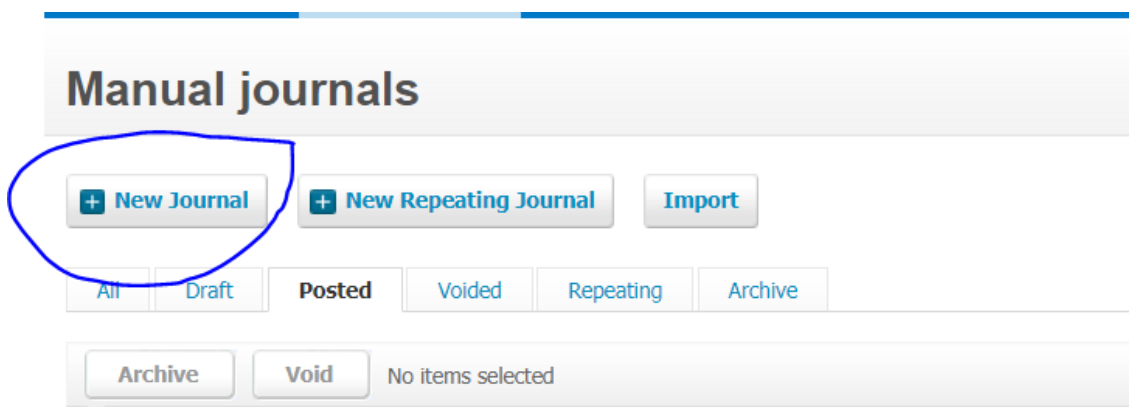 Manual journals
New Journal New Repeating Journal Import
All Draft Posted Voided Repeating Archive
Archive Void No items selected